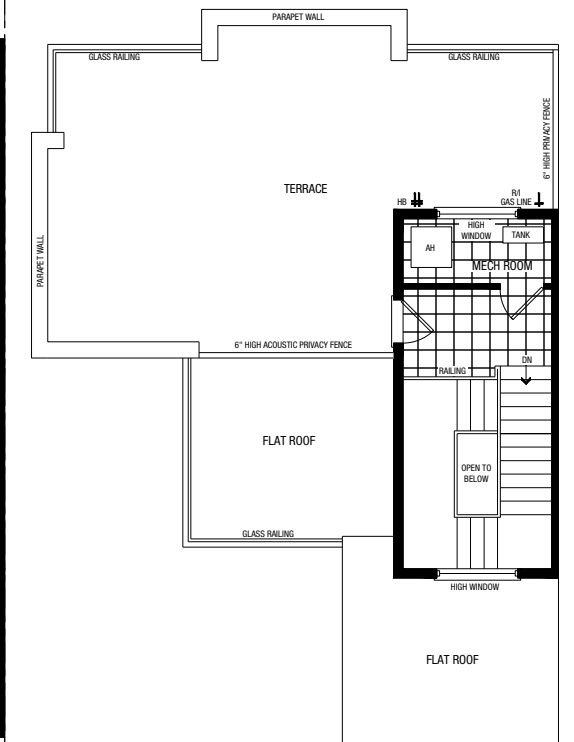 PARAPET WALL
GLASS RAILING
GLASS RAILING
6" HIGH PRIVACY FENCE
TERRACE
R/I
GAS LINE
HB
HIGH
WINDOW
TANK
AH
MECH ROOM
PARAPET WALL
6" HIGH ACOUSTIC PRIVACY FENCE
DN
RAILING
FLAT ROOF
OPEN TO
BELOW
GLASS RAILING
HIGH WINDOW
FLAT ROOF